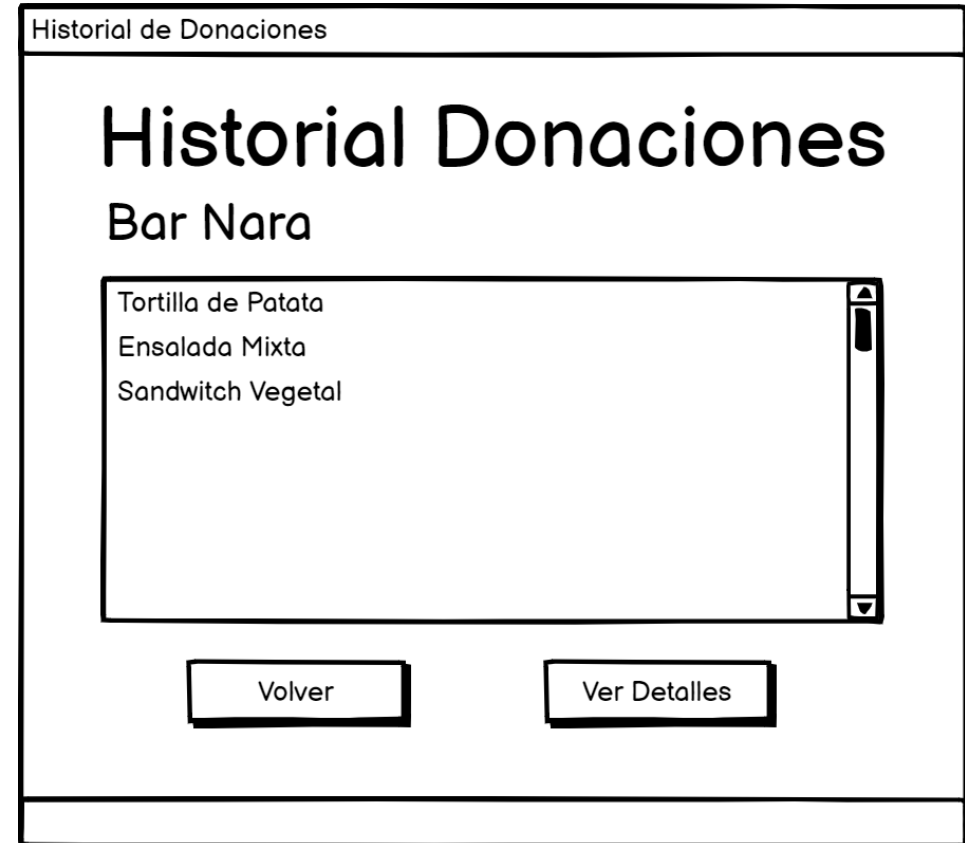 Historial de Donaciones
Historial Donaciones
Bar Nara
Tortilla de Patata
Ensalada Mixta
Sandwitch Vegetal
Volver
Ver Detalles